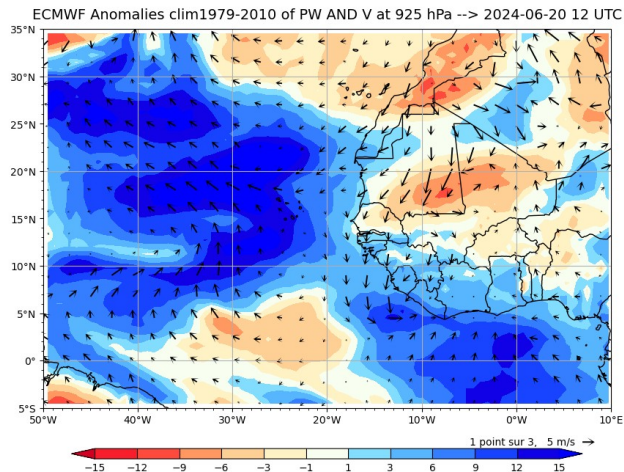 ECMWF Anomalies clim1979-2010 of PW AND V at 925 hPa --> 2024-06-20 12 UTC
35°N
30°N
25°N
20°N
15°N
10°N
5°N
0°
5°S
50°W 40°W 30°W 20°W 10°W 0°W 10°E
1 point sur 3, 5 m/s
−15 −12 −9 −6 −3 −1 1 3 6 9 12 15